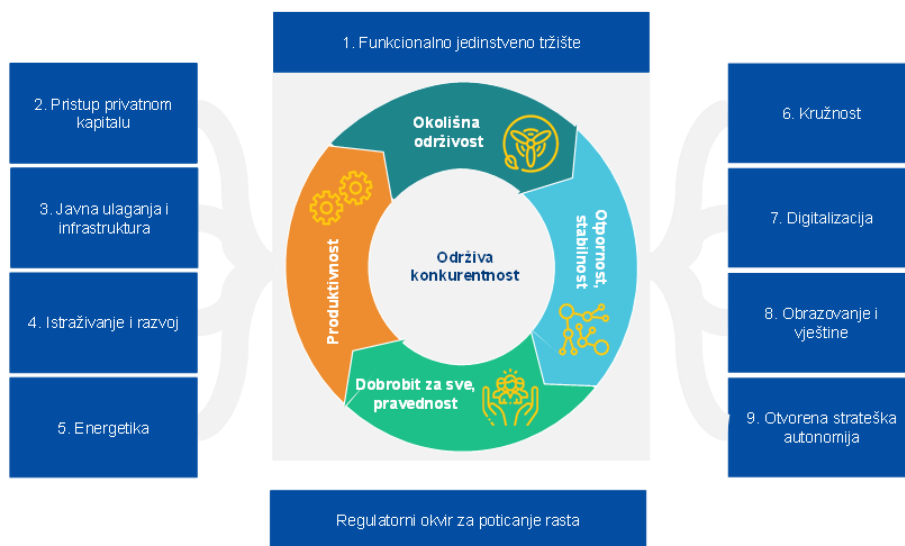 1. Funkcionalno jedinstveno tržište
2. Pristup privatnom
kapitalu
3. Javna ulaganja i
infrastruktura
4. Istraživanje i razvoj
5. Energetika
Okolišna
održivost
Otpornost,
stabilnost
Dobrobit za sve,
pravednost
Produktivnost
Održiva
konkurentnost
6. Kružnost
7. Digitalizacija
8. Obrazovanje i
vještine
9. Otvorena strateška
autonomija
Regulatorni okvir za poticanje rasta